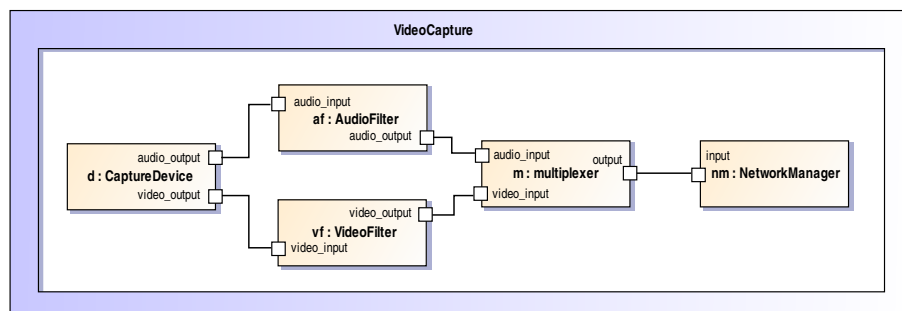 VideoCapture
audio_input
af : AudioFilter
audio_output
audio_output
d : CaptureDevice
video_output
video_output
vf : VideoFilter
video_input
audio_input
output
m : multiplexer
video_input
input
nm : NetworkManager